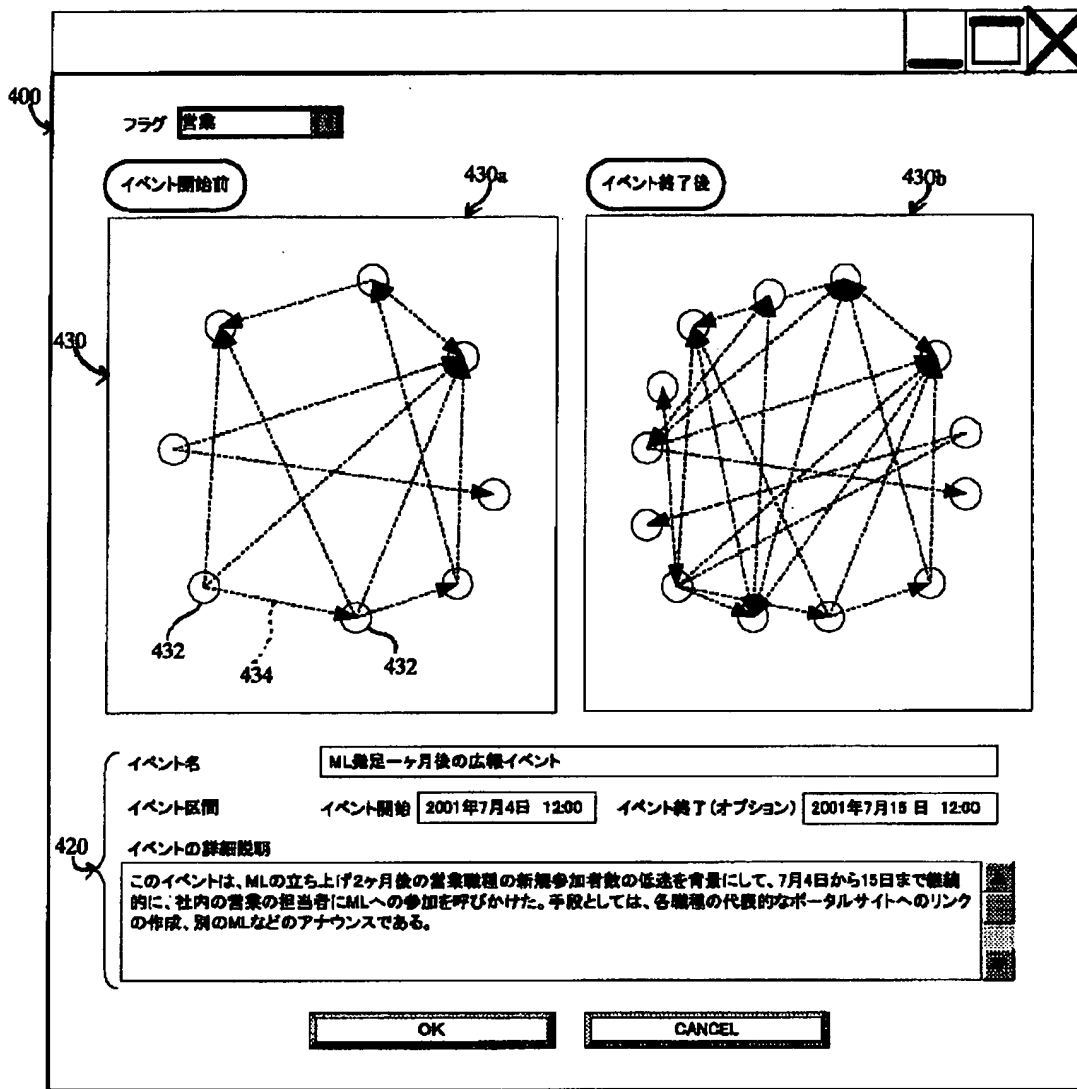 400
フラグ 営業
イベント開始前
430a
イベント終了後
430b
430
432
434
432
420
イベント名 ML発足一ヶ月後の広報イベント
イベント区間 イベント開始 2001年7月4日 12:00 イベント終了(オプション) 2001年7月15日 12:00
イベントの詳細説明
このイベントは、MLの立ち上げ2ヶ月後の営業職種の新規参加者数の低迷を背景にして、7月4日から15日まで継続
的に、社内の営業の担当者にMLへの参加を呼びかけた。手段としては、各職種の代表的なポータルサイトへのリンク
の作成、別のMLなどのアナウンスである。
OK
CANCEL